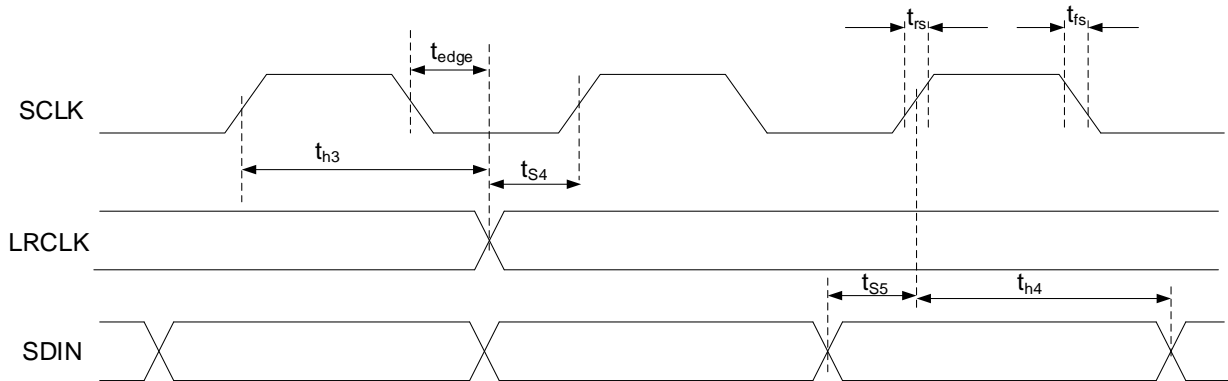 trs
tfs
tedge
SCLK
th3
tS4
LRCLK
tS5
th4
SDIN